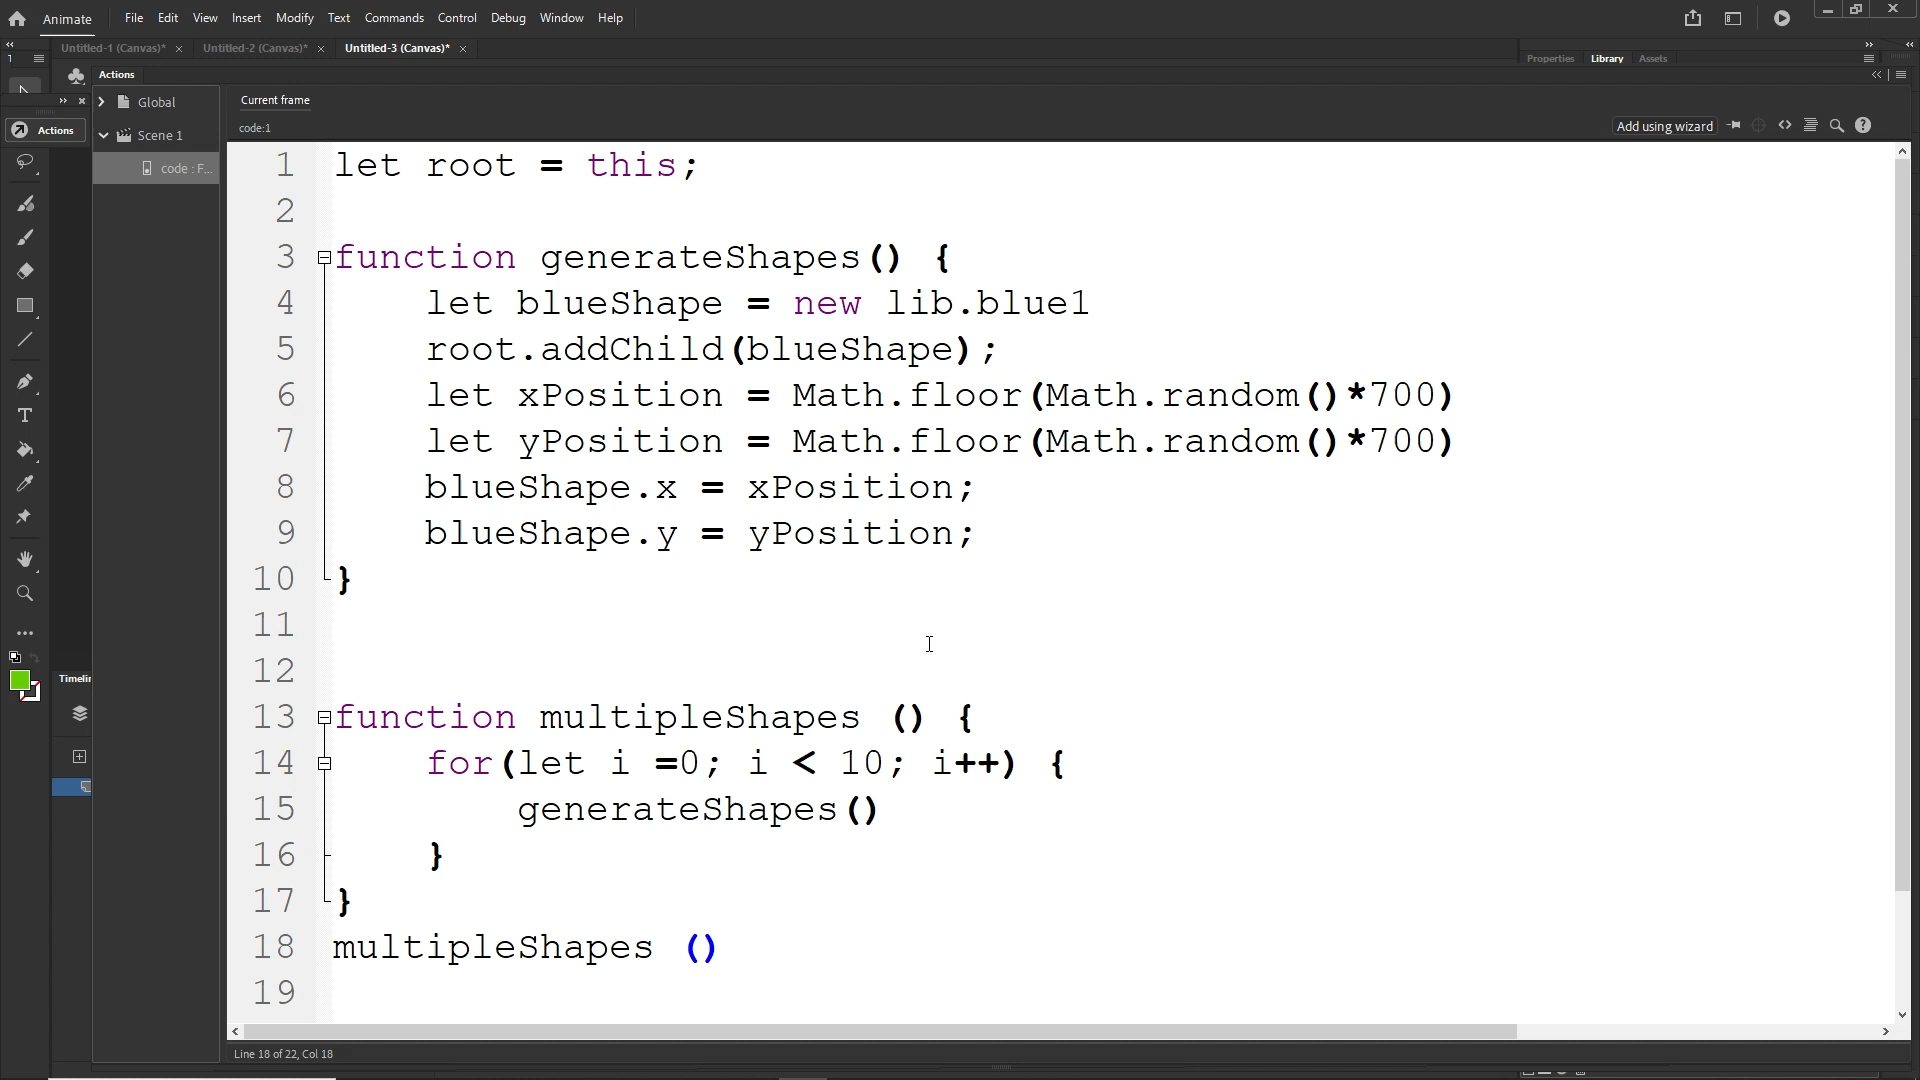 Animate File Edit View Insert Modify Text Commands Control Debug Window Help
Untitled-1 (Canvas)* × Untitled-2 (Canvas)* × Untitled-3 (Canvas)* ×
Properties Library Assets
Actions
Global
Scene 1
code : F...
Actions
Timelin
Current frame
code:1
Add using wizard
1 let root = this;
2
3 function generateShapes() {
4 let blueShape = new lib.blue1
5 root.addChild(blueShape);
6 let xPosition = Math.floor(Math.random()*700)
7 let yPosition = Math.floor(Math.random()*700)
8 blueShape.x = xPosition;
9 blueShape.y = yPosition;
10 }
11
12
13 function multipleShapes () {
14 for(let i =0; i < 10; i++) {
15 generateShapes()
16 }
17 }
18 multipleShapes ()
19
Line 18 of 22, Col 18